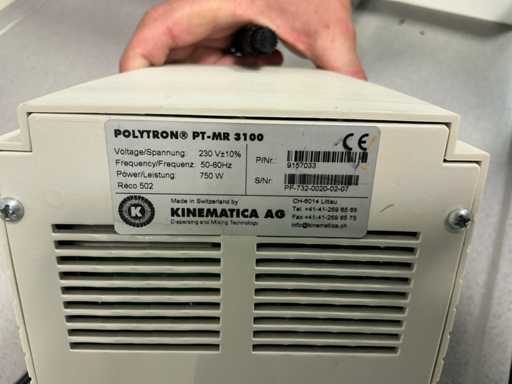 POLYTRON® PT-MR 3100
CE
Voltage/Spannung: 230 V±10%
Frequency/Frequenz: 50-60Hz
Power/Leistung: 750 W
Reco 502
P/Nr.: 9157033
S/Nr: PP-732-0020-02-07
K
Made in Switzerland by
KINEMATICA AG
Dispersing and Mixing Technology
CH-6014 Littau
Tel. +41-41-259 65 65
Fax +41-41-259 65 75
info@kinematica.ch